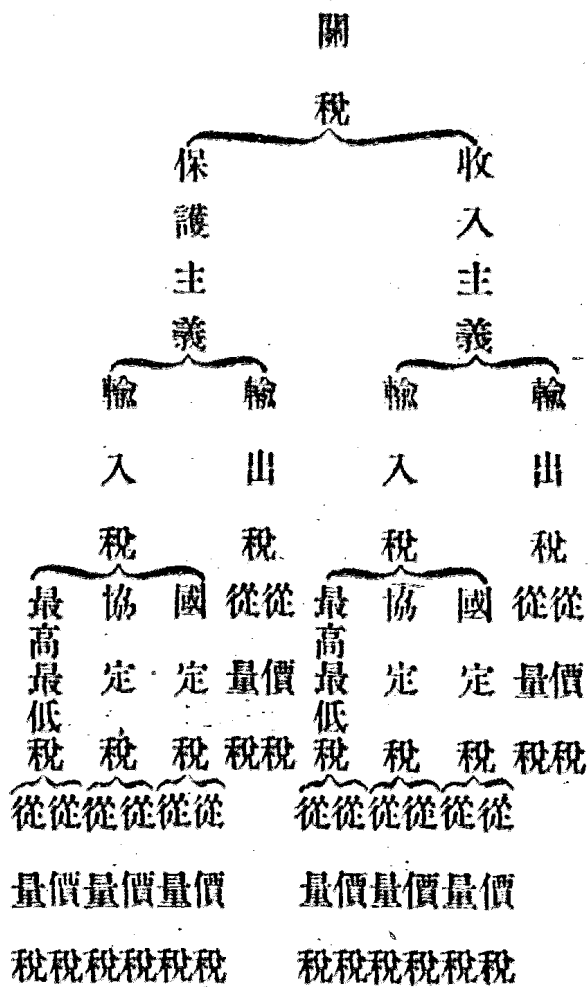 關稅
收入主義
保護主義
輸出稅
輸入稅
輸出稅
輸入稅
從價稅
從量稅
國定稅
協定稅
最高最低稅
從價稅
從量稅
國定稅
協定稅
最高最低稅
從價稅
從量稅
從價稅
從量稅
從價稅
從量稅
從價稅
從量稅
從價稅
從量稅
從價稅
從量稅